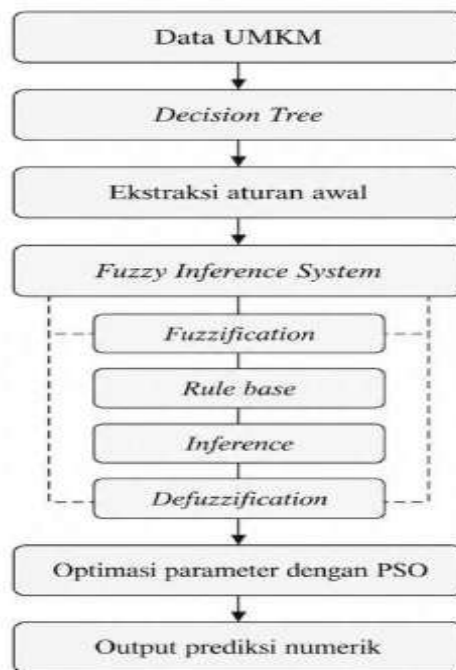 Data UMKM
Decision Tree
Ekstraksi aturan awal
Fuzzy Inference System
Fuzzification
Rule base
Inference
Defuzzification
Optimasi parameter dengan PSO
Output prediksi numerik